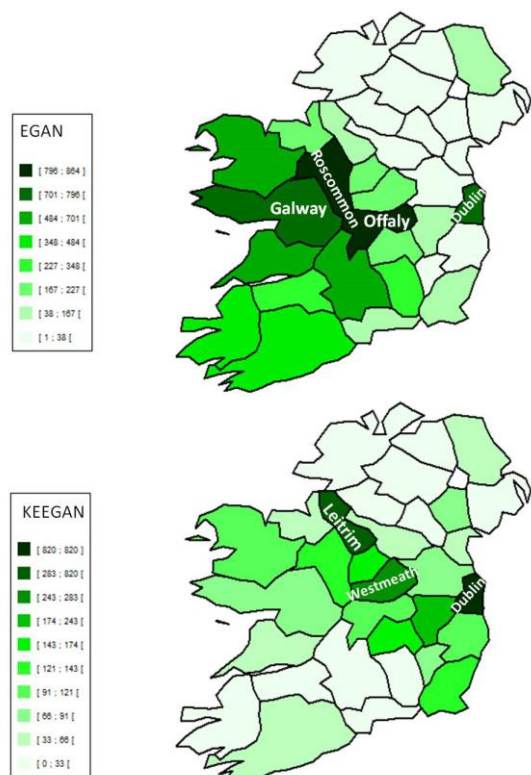 EGAN
[ 796 ; 864 ]
[ 701 ; 796 [
[ 484 ; 701 [
[ 348 ; 484 [
[ 227 ; 348 [
[ 167 ; 227 [
[ 38 ; 167 [
[ 1 ; 38 [
Roscommon
Galway
Offaly
Dublin
KEEGAN
[ 820 ; 820 ]
[ 283 ; 820 [
[ 243 ; 283 [
[ 174 ; 243 [
[ 143 ; 174 [
[ 121 ; 143 [
[ 91 ; 121 [
[ 66 ; 91 [
[ 33 ; 66 [
[ 0 ; 33 [
Leitrim
Westmeath
Dublin